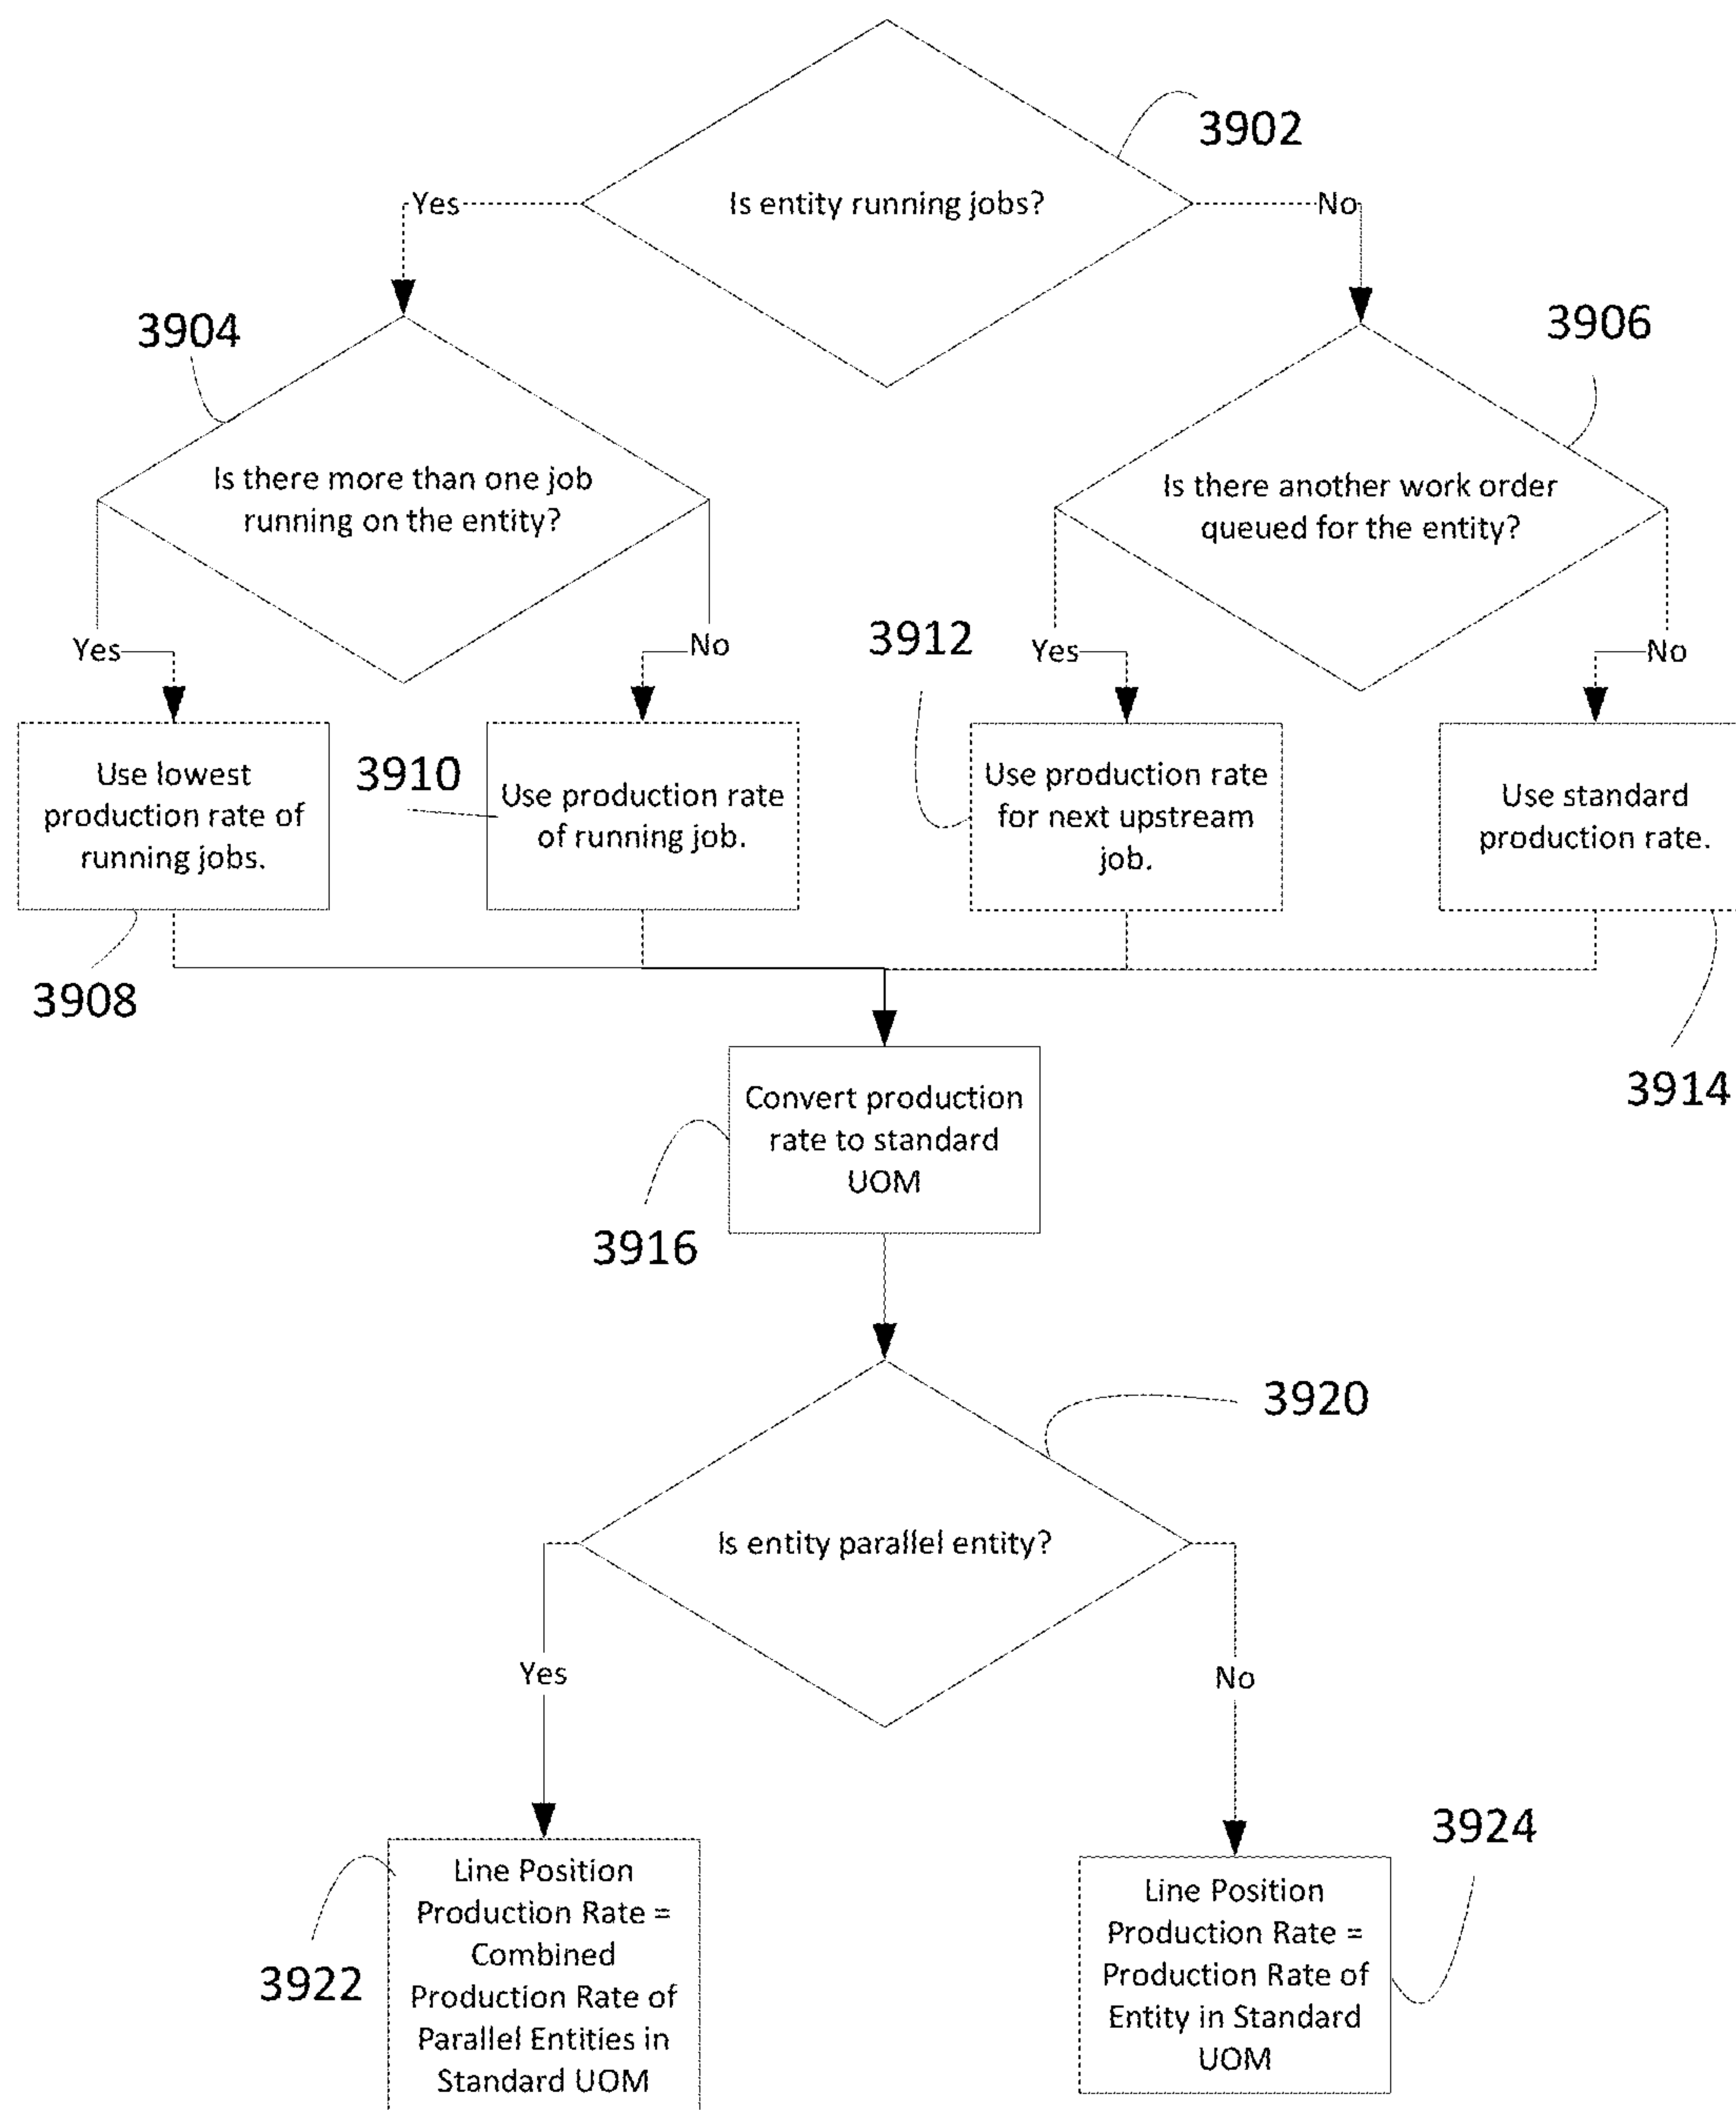 3902
Is entity running jobs?
Yes
No
3904
3906
Is there more than one job
running on the entity?
Is there another work order
queued for the entity?
Yes
No
3912
Yes
No
Use lowest
production rate of
running jobs.
3910
Use production rate
of running job.
Use production rate
for next upstream
job.
Use standard
production rate.
3908
3914
Convert production
rate to standard
UOM
3916
3920
Is entity parallel entity?
Yes
No
3922
Line Position
Production Rate =
Combined
Production Rate of
Parallel Entities in
Standard UOM
3924
Line Position
Production Rate =
Production Rate of
Entity in Standard
UOM